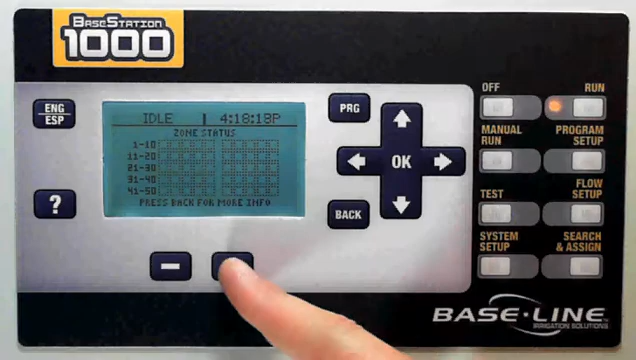 BASESTATION
1000
ENG
ESP
IDLE | 4:18:18P
ZONE STATUS
1-10
11-20
21-30
31-40
41-50
PRESS BACK FOR MORE INFO
?
PRG
OK
BACK
OFF
RUN
MANUAL RUN
PROGRAM SETUP
TEST
FLOW SETUP
SYSTEM SETUP
SEARCH & ASSIGN
BASE·LINE
IRRIGATION SOLUTIONS